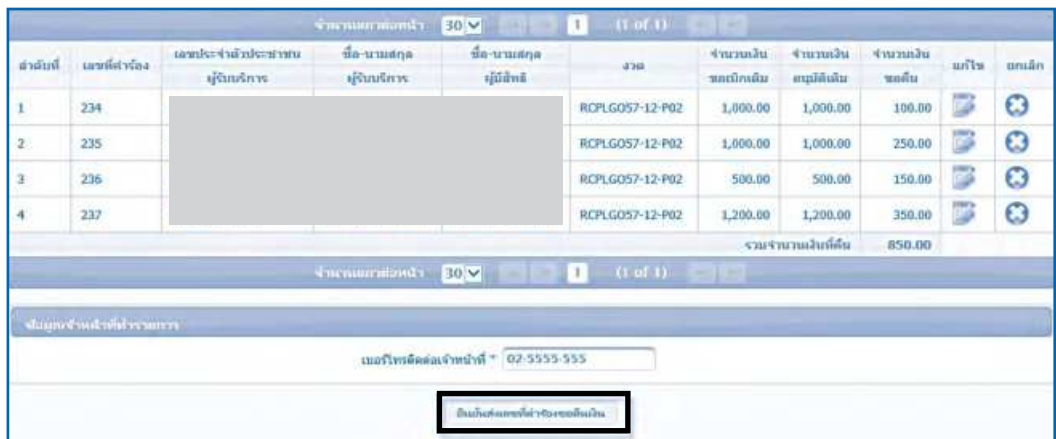 จำนวนแถวต่อหน้า 30 1 (1 of 1)
ลำดับที่ เลขที่คำร้อง เลขประจำตัวประชาชน ผู้รับบริการ ชื่อ-นามสกุล ผู้รับบริการ ชื่อ-นามสกุล ผู้มีสิทธิ งวด จำนวนเงิน ขอเบิกเดิม จำนวนเงิน อนุมัติเดิม จำนวนเงิน ขอคืน แก้ไข ยกเลิก
1 234 RCPLGO57-12-P02 1,000.00 1,000.00 100.00
2 235 RCPLGO57-12-P02 1,000.00 1,000.00 250.00
3 236 RCPLGO57-12-P02 500.00 500.00 150.00
4 237 RCPLGO57-12-P02 1,200.00 1,200.00 350.00
รวมจำนวนเงินที่คืน 850.00
จำนวนแถวต่อหน้า 30 1 (1 of 1)
ข้อมูลเจ้าหน้าที่ทำรายการ
เบอร์โทรติดต่อเจ้าหน้าที่ * 02-5555-555
ยืนยันส่งเลขที่คำร้องขอคืนเงิน